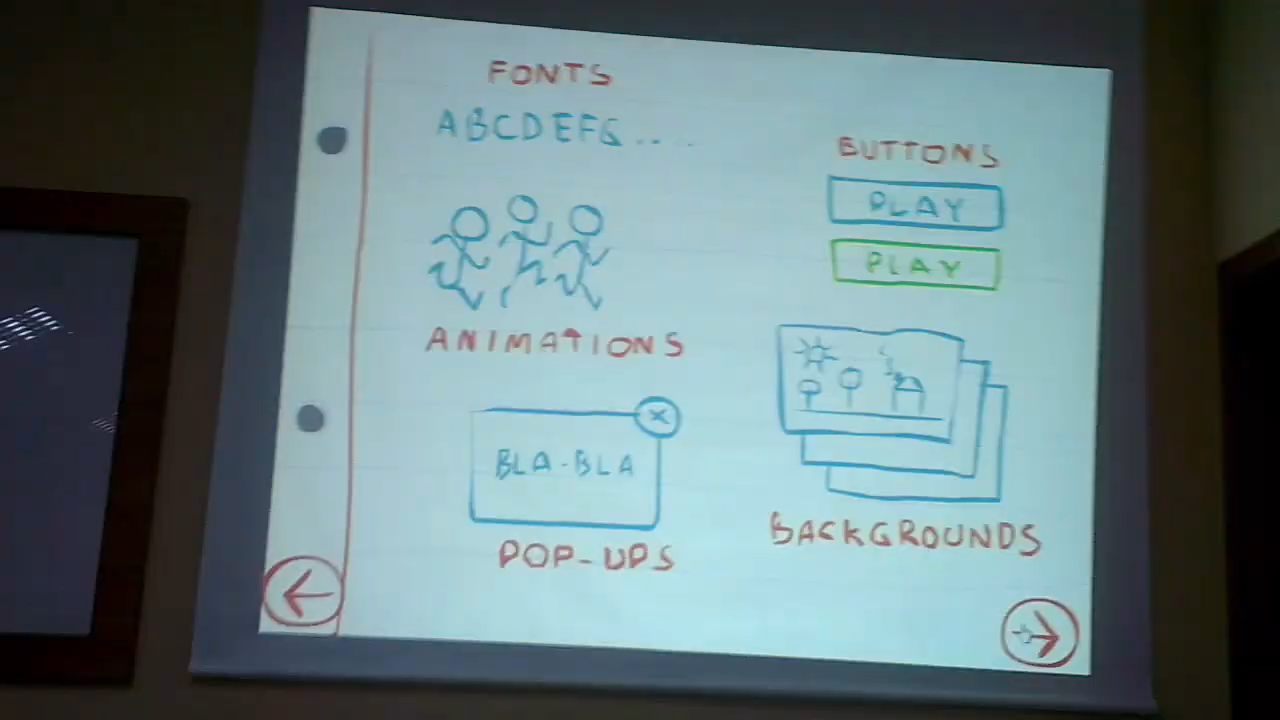 FONTS
ABCDEFG.....
BUTTONS
PLAY
PLAY
ANIMATIONS
BLA-BLA
POP-UPS
BACKGROUNDS